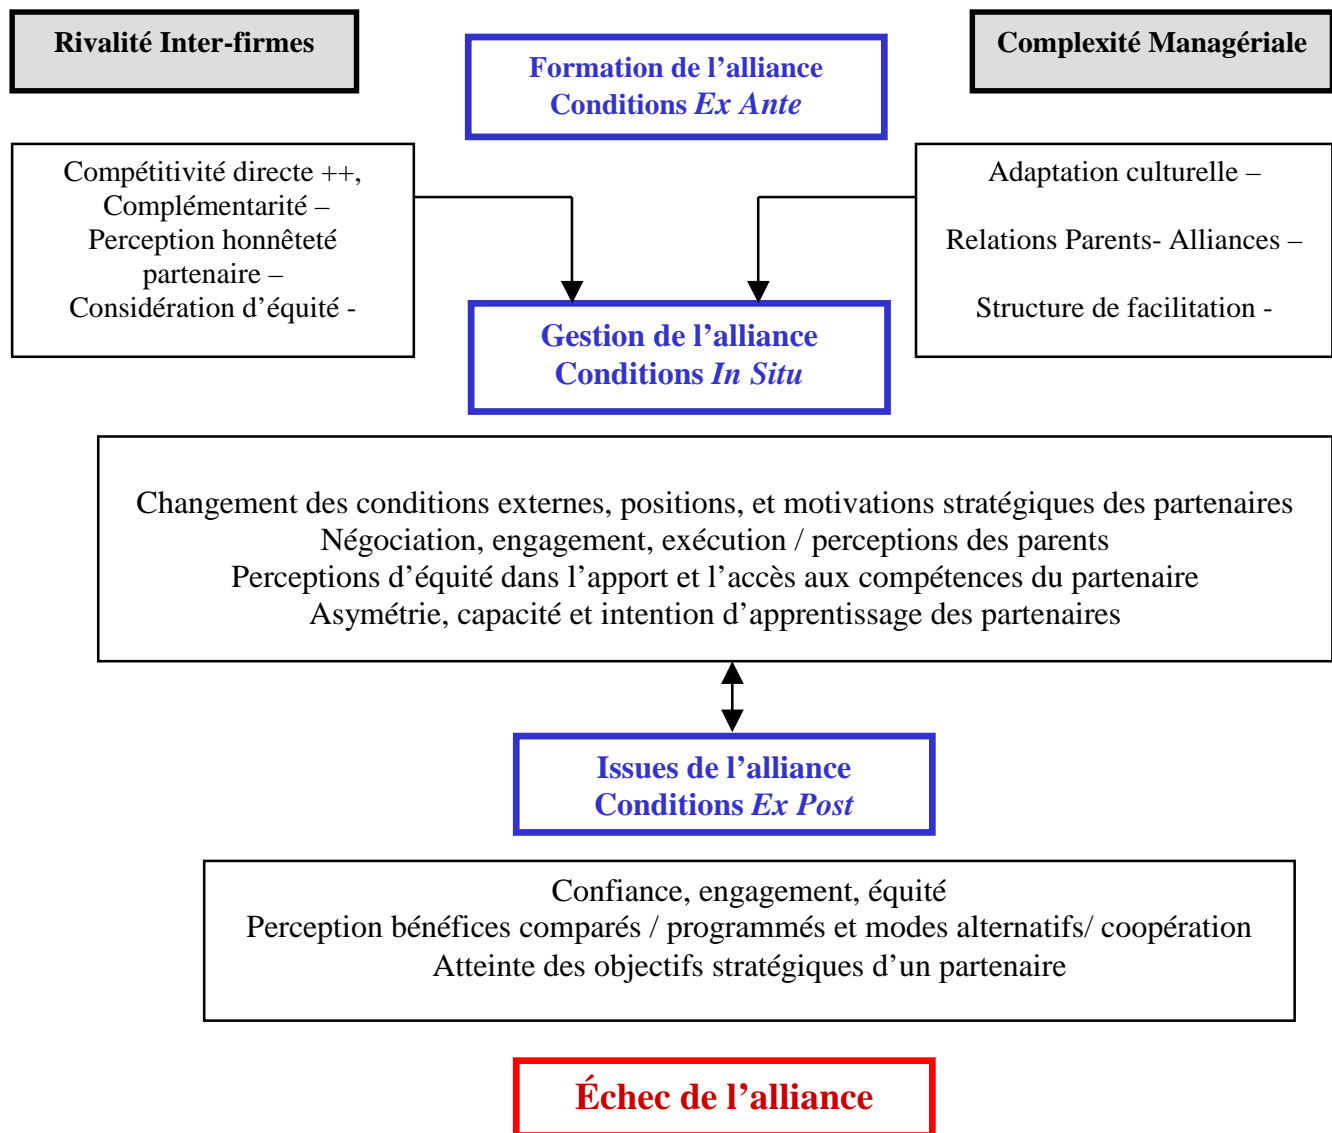 Rivalité Inter-firmes
Formation de l’alliance
Conditions Ex Ante
Complexité Managériale
Compétitivité directe ++,
Complémentarité –
Perception honnêteté
partenaire –
Considération d’équité -
Adaptation culturelle –
Relations Parents- Alliances –
Structure de facilitation -
Gestion de l’alliance
Conditions In Situ
Changement des conditions externes, positions, et motivations stratégiques des partenaires
Négociation, engagement, exécution / perceptions des parents
Perceptions d’équité dans l’apport et l’accès aux compétences du partenaire
Asymétrie, capacité et intention d’apprentissage des partenaires
Issues de l’alliance
Conditions Ex Post
Confiance, engagement, équité
Perception bénéfices comparés / programmés et modes alternatifs/ coopération
Atteinte des objectifs stratégiques d’un partenaire
Échec de l’alliance